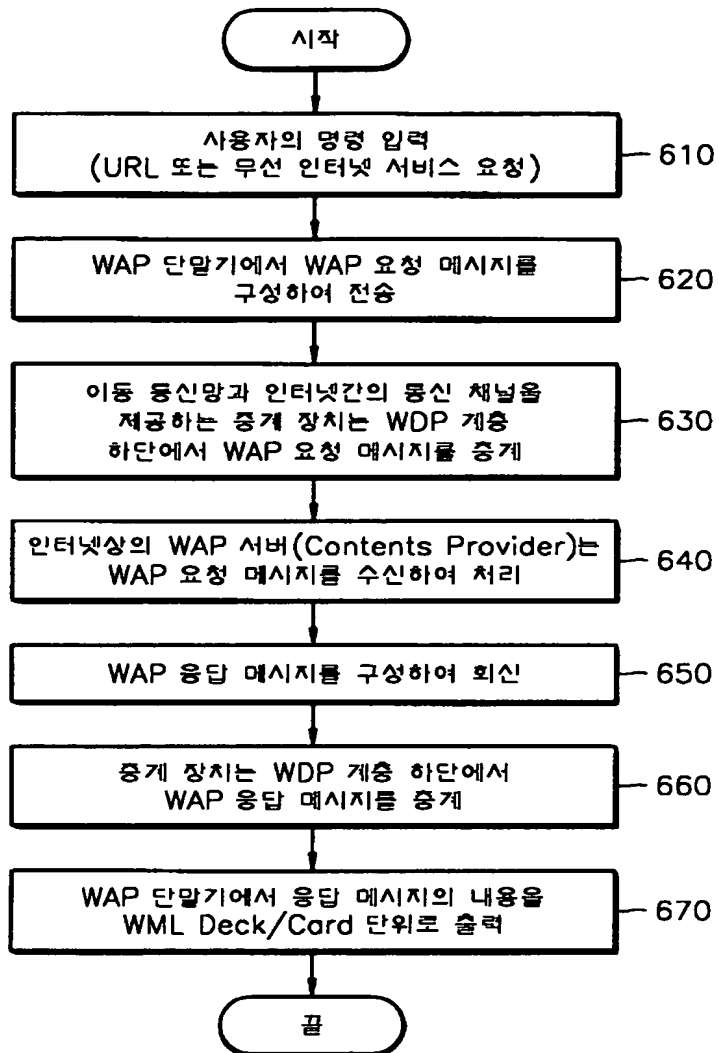 시작
사용자의 명령 입력
(URL 또는 무선 인터넷 서비스 요청)
610
WAP 단말기에서 WAP 요청 메시지를
구성하여 전송
620
이동 통신망과 인터넷간의 통신 채널을
제공하는 중계 장치는 WDP 계층
하단에서 WAP 요청 메시지를 중계
630
인터넷상의 WAP 서버(Contents Provider)는
WAP 요청 메시지를 수신하여 처리
640
WAP 응답 메시지를 구성하여 회신
650
중계 장치는 WDP 계층 하단에서
WAP 응답 메시지를 중계
660
WAP 단말기에서 응답 메시지의 내용을
WML Deck/Card 단위로 출력
670
끝